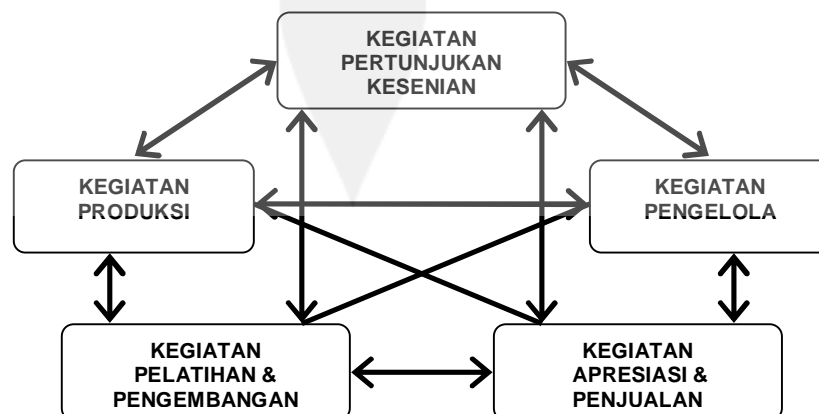 KEGIATAN
PERTUNJUKAN
KESENIAN
KEGIATAN
PRODUKSI
KEGIATAN
PENGELOLA
KEGIATAN
PELATIHAN &
PENGEMBANGAN
KEGIATAN
APRESIASI &
PENJUALAN